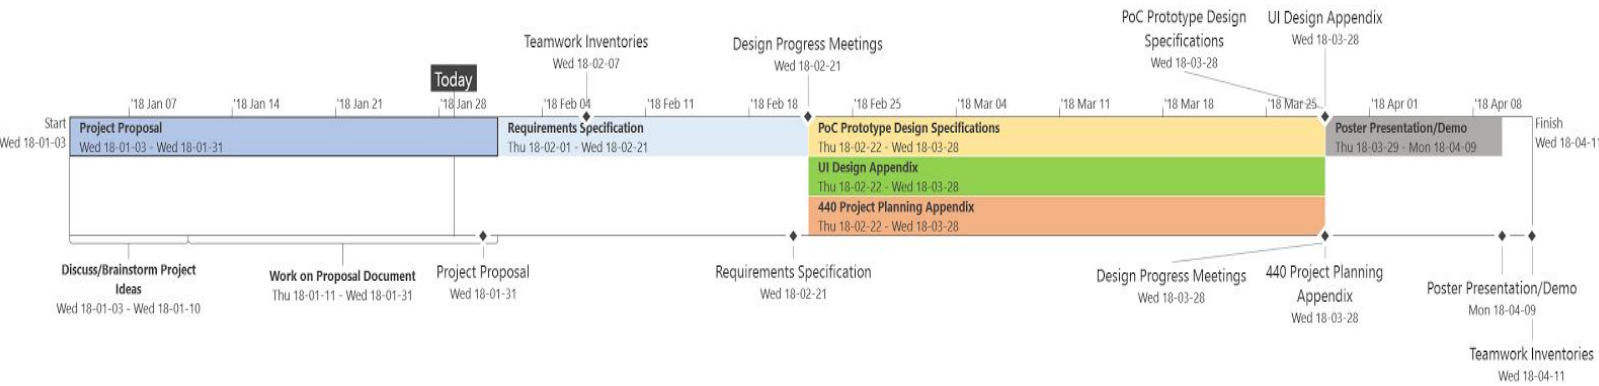 PoC Prototype Design
Specifications
Wed 18-03-28
UI Design Appendix
Wed 18-03-28
Teamwork Inventories
Wed 18-02-07
Design Progress Meetings
Wed 18-02-21
Today
'18 Jan 07
'18 Jan 14
'18 Jan 21
'18 Jan 28
'18 Feb 04
'18 Feb 11
'18 Feb 18
'18 Feb 25
'18 Mar 04
'18 Mar 11
'18 Mar 18
'18 Mar 25
'18 Apr 01
'18 Apr 08
Start
Wed 18-01-03
Project Proposal
Wed 18-01-03 - Wed 18-01-31
Requirements Specification
Thu 18-02-01 - Wed 18-02-21
PoC Prototype Design Specifications
Thu 18-02-22 - Wed 18-03-28
Poster Presentation/Demo
Thu 18-03-29 - Mon 18-04-09
Finish
Wed 18-04-11
UI Design Appendix
Thu 18-02-22 - Wed 18-03-28
440 Project Planning Appendix
Thu 18-02-22 - Wed 18-03-28
Discuss/Brainstorm Project
Ideas
Wed 18-01-03 - Wed 18-01-10
Work on Proposal Document
Thu 18-01-11 - Wed 18-01-31
Project Proposal
Wed 18-01-31
Requirements Specification
Wed 18-02-21
Design Progress Meetings
Wed 18-03-28
440 Project Planning
Appendix
Wed 18-03-28
Poster Presentation/Demo
Mon 18-04-09
Teamwork Inventories
Wed 18-04-11